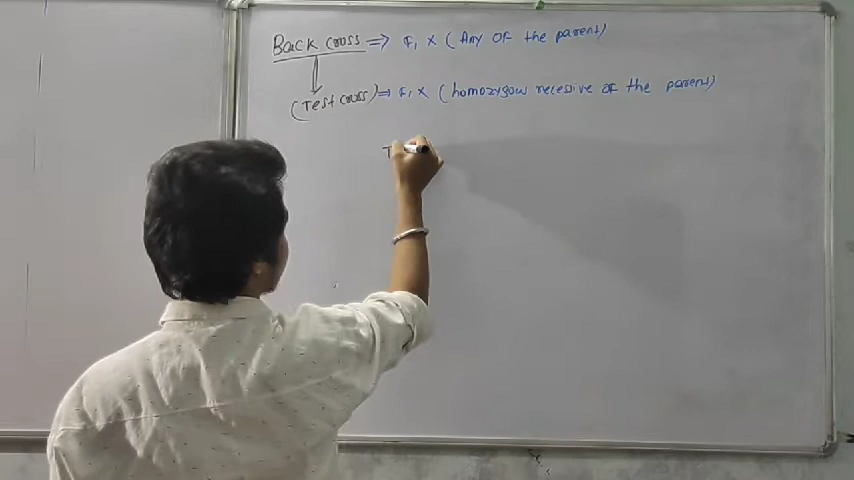 Back cross ⇒ F₁ × (Any of the parent)
(Test cross) ⇒ F₁ × (homozygous recessive of the parent)
T